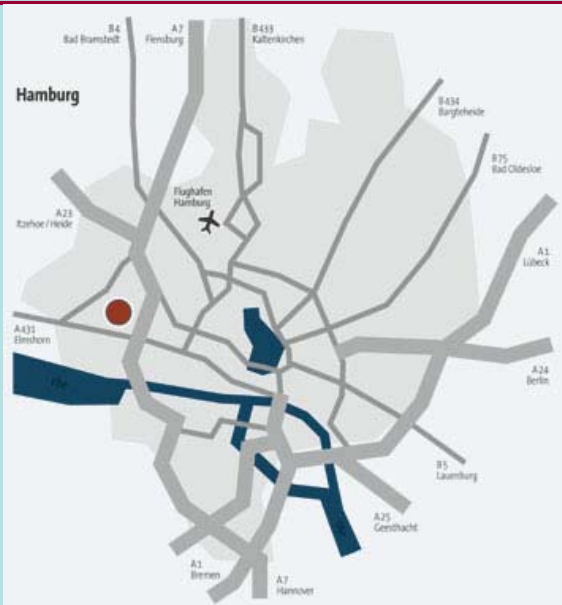 B4
Bad Bramstedt
A7
Flensburg
B433
Kaltenkirchen
Hamburg
B434
Bargteheide
B75
Bad Oldesloe
Flughafen
Hamburg
A23
Itzehoe / Heide
A1
Lübeck
A431
Elmshorn
A24
Berlin
Elbe
B5
Lauenburg
A25
Geesthacht
A1
Bremen
A7
Hannover